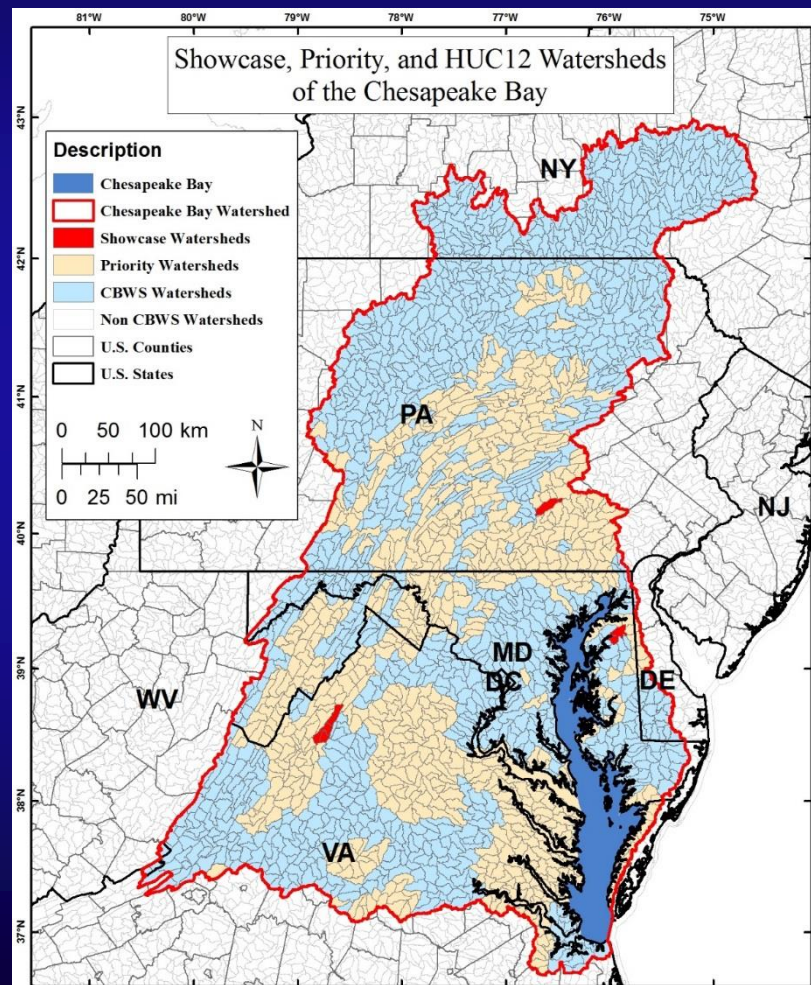 81°W 80°W 79°W 78°W 77°W 76°W 75°W
Showcase, Priority, and HUC12 Watersheds
of the Chesapeake Bay
43°N
42°N
41°N
40°N
39°N
38°N
37°N
Description
Chesapeake Bay
Chesapeake Bay Watershed
Showcase Watersheds
Priority Watersheds
CBWS Watersheds
Non CBWS Watersheds
U.S. Counties
U.S. States
0 50 100 km
0 25 50 mi
N
NY
PA
NJ
MD
DC
DE
WV
VA